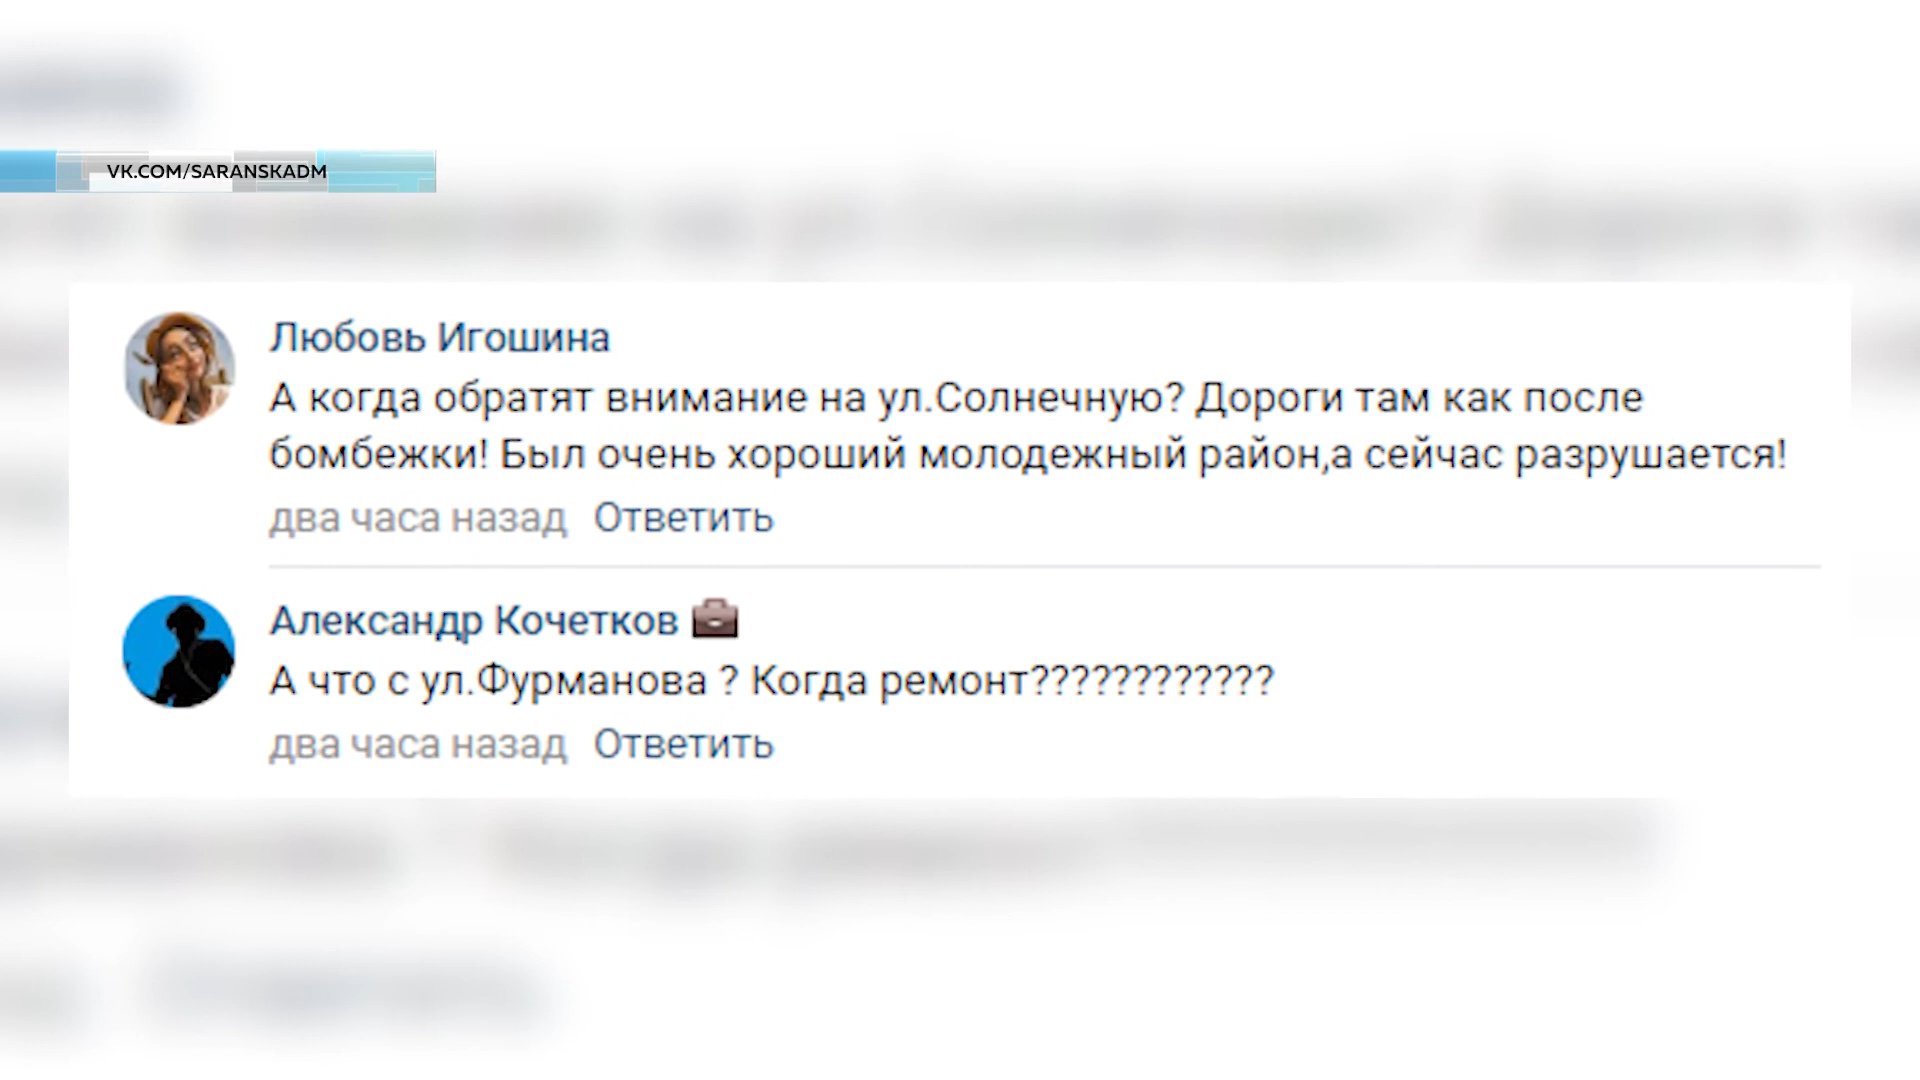 VK.COM/SARANSKADM
Любовь Игошина
А когда обратят внимание на ул.Солнечную? Дороги там как после
бомбежки! Был очень хороший молодежный район,а сейчас разрушается!
два часа назад Ответить
Александр Кочетков 💼
А что с ул.Фурманова ? Когда ремонт????????????
два часа назад Ответить